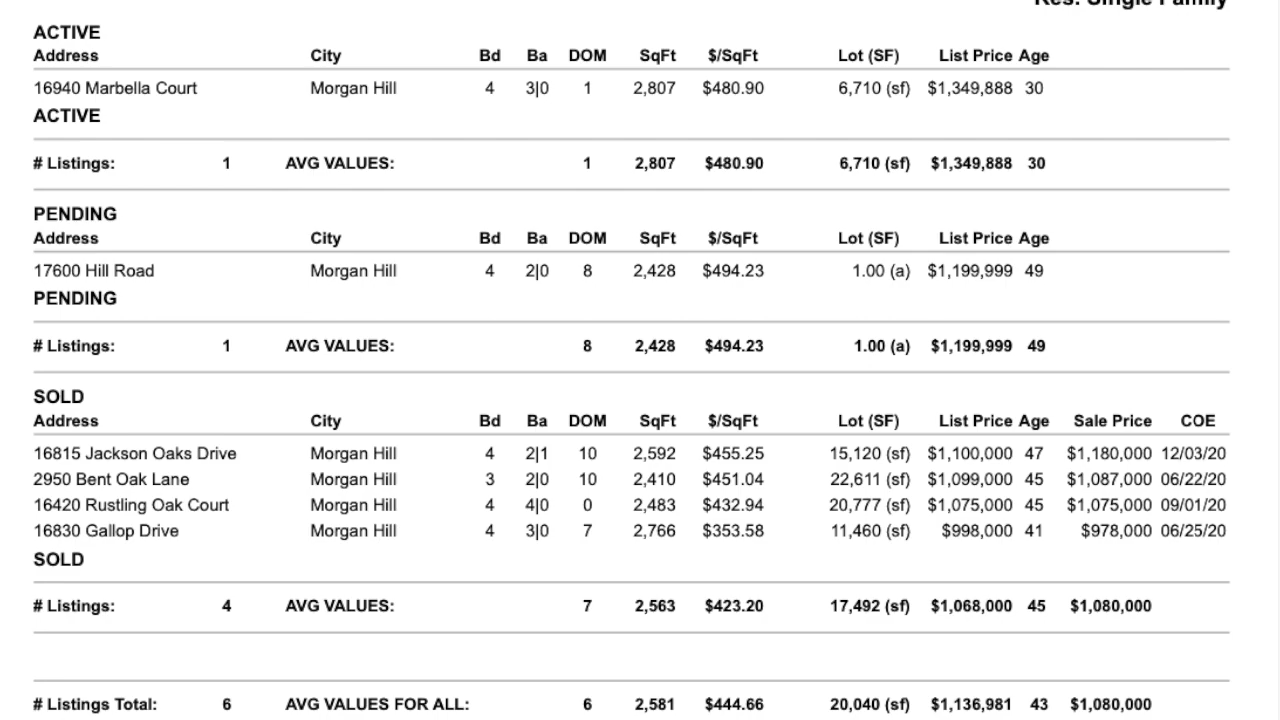 Res. Single Family
ACTIVE
Address City Bd Ba DOM SqFt $/SqFt Lot (SF) List Price Age
16940 Marbella Court Morgan Hill 4 3|0 1 2,807 $480.90 6,710 (sf) $1,349,888 30
ACTIVE
# Listings: 1 AVG VALUES: 1 2,807 $480.90 6,710 (sf) $1,349,888 30
PENDING
Address City Bd Ba DOM SqFt $/SqFt Lot (SF) List Price Age
17600 Hill Road Morgan Hill 4 2|0 8 2,428 $494.23 1.00 (a) $1,199,999 49
PENDING
# Listings: 1 AVG VALUES: 8 2,428 $494.23 1.00 (a) $1,199,999 49
SOLD
Address City Bd Ba DOM SqFt $/SqFt Lot (SF) List Price Age Sale Price COE
16815 Jackson Oaks Drive Morgan Hill 4 2|1 10 2,592 $455.25 15,120 (sf) $1,100,000 47 $1,180,000 12/03/20
2950 Bent Oak Lane Morgan Hill 3 2|0 10 2,410 $451.04 22,611 (sf) $1,099,000 45 $1,087,000 06/22/20
16420 Rustling Oak Court Morgan Hill 4 4|0 0 2,483 $432.94 20,777 (sf) $1,075,000 45 $1,075,000 09/01/20
16830 Gallop Drive Morgan Hill 4 3|0 7 2,766 $353.58 11,460 (sf) $998,000 41 $978,000 06/25/20
SOLD
# Listings: 4 AVG VALUES: 7 2,563 $423.20 17,492 (sf) $1,068,000 45 $1,080,000
# Listings Total: 6 AVG VALUES FOR ALL: 6 2,581 $444.66 20,040 (sf) $1,136,981 43 $1,080,000